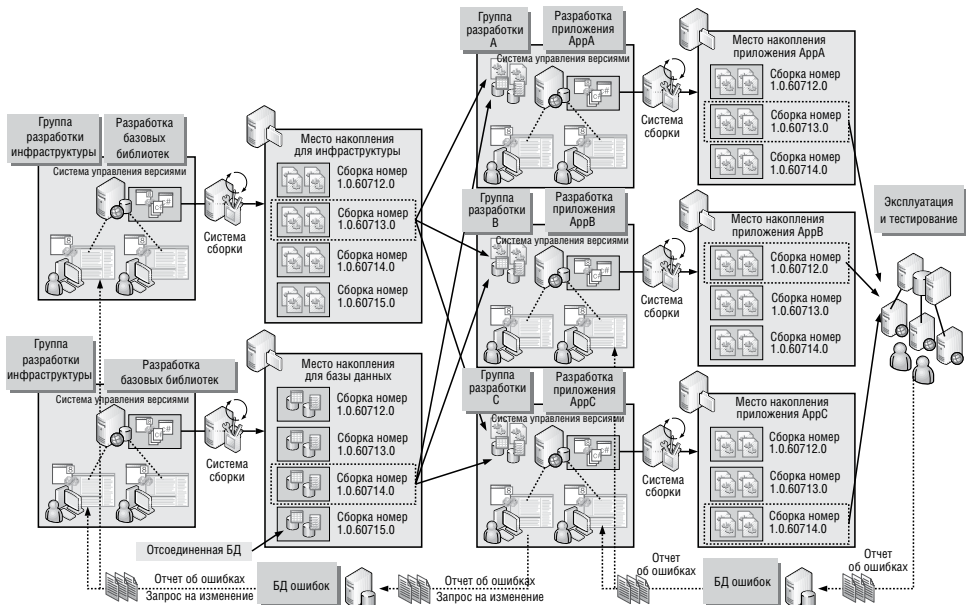 Группа
разработки
инфраструктуры
Разработка
базовых
библиотек
Система управления версиями
Система
сборки
Место накопления
для инфраструктуры
Сборка номер
1.0.60712.0
Сборка номер
1.0.60713.0
Сборка номер
1.0.60714.0
Сборка номер
1.0.60715.0
Группа
разработки
инфраструктуры
Разработка
базовых библиотек
Система управления версиями
Система
сборки
Место накопления
для базы данных
Сборка номер
1.0.60712.0
Сборка номер
1.0.60713.0
Сборка номер
1.0.60714.0
Сборка номер
1.0.60715.0
Отсоединенная БД
Группа
разработки
A
Разработка
приложения
AppA
Система управления версиями
Система
сборки
Место накопления
приложения AppA
Сборка номер
1.0.60712.0
Сборка номер
1.0.60713.0
Сборка номер
1.0.60714.0
Группа
разработки
B
Разработка
приложения
AppB
Система управления версиями
Система
сборки
Место накопления
приложения AppB
Сборка номер
1.0.60712.0
Сборка номер
1.0.60713.0
Сборка номер
1.0.60714.0
Группа
разработки
C
Разработка
приложения
AppC
Система управления версиями
Система
сборки
Место накопления
приложения AppC
Сборка номер
1.0.60712.0
Сборка номер
1.0.60713.0
Сборка номер
1.0.60714.0
Эксплуатация
и тестирование
Отчет об ошибках
Запрос на изменение
БД ошибок
Отчет об ошибках
Запрос на изменение
Отчет
об ошибках
БД ошибок
Отчет
об ошибках